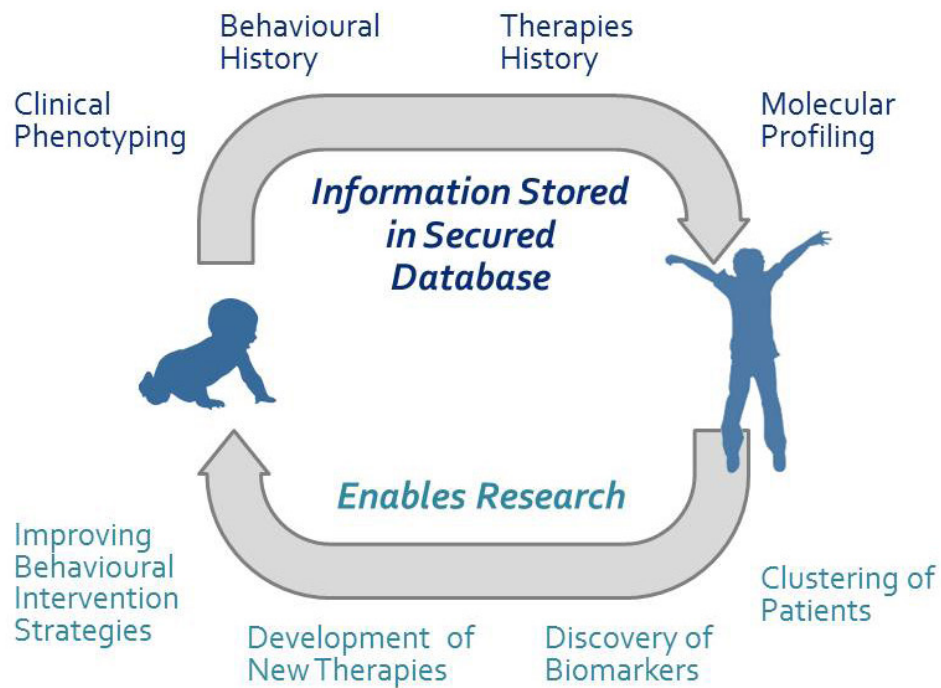 Behavioural
History
Therapies
History
Clinical
Phenotyping
Molecular
Profiling
Information Stored
in Secured
Database
Enables Research
Improving
Behavioural
Intervention
Strategies
Development of
New Therapies
Discovery of
Biomarkers
Clustering of
Patients